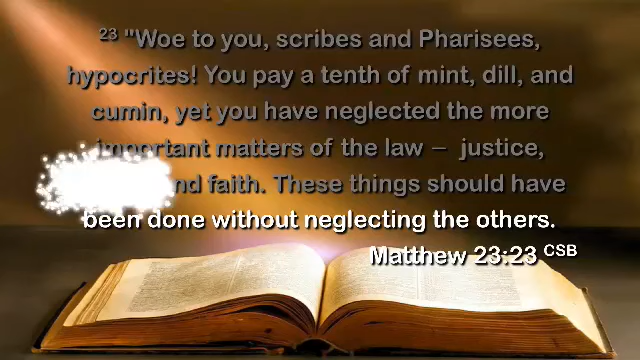 23 "Woe to you, scribes and Pharisees,
hypocrites! You pay a tenth of mint, dill, and
cumin, yet you have neglected the more
important matters of the law – justice,
and faith. These things should have
been done without neglecting the others.
Matthew 23:23 CSB